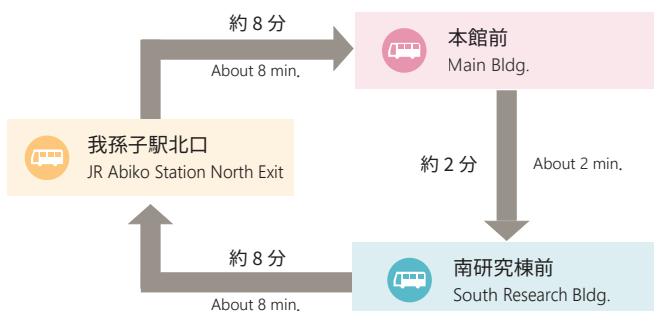 約 8 分
About 8 min.
本館前
Main Bldg.
我孫子駅北口
JR Abiko Station North Exit
約 2 分
About 2 min.
南研究棟前
South Research Bldg.
約 8 分
About 8 min.